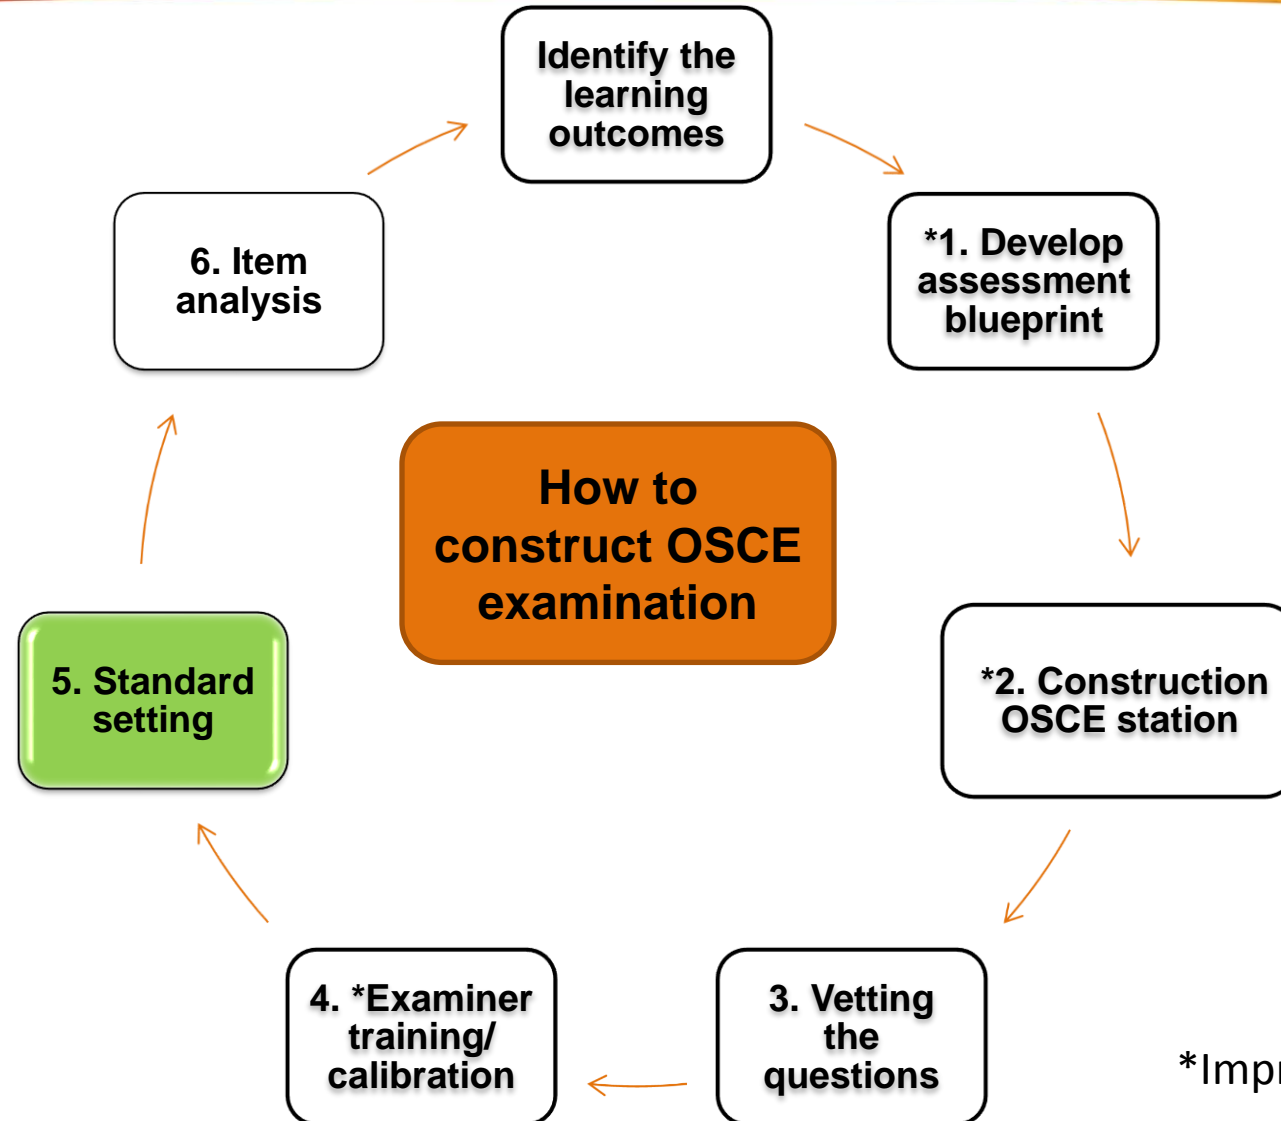 Identify the
learning
outcomes
*1. Develop
assessment
blueprint
*2. Construction
OSCE station
3. Vetting
the
questions
4. *Examiner
training/
calibration
5. Standard
setting
6. Item
analysis
How to
construct OSCE
examination